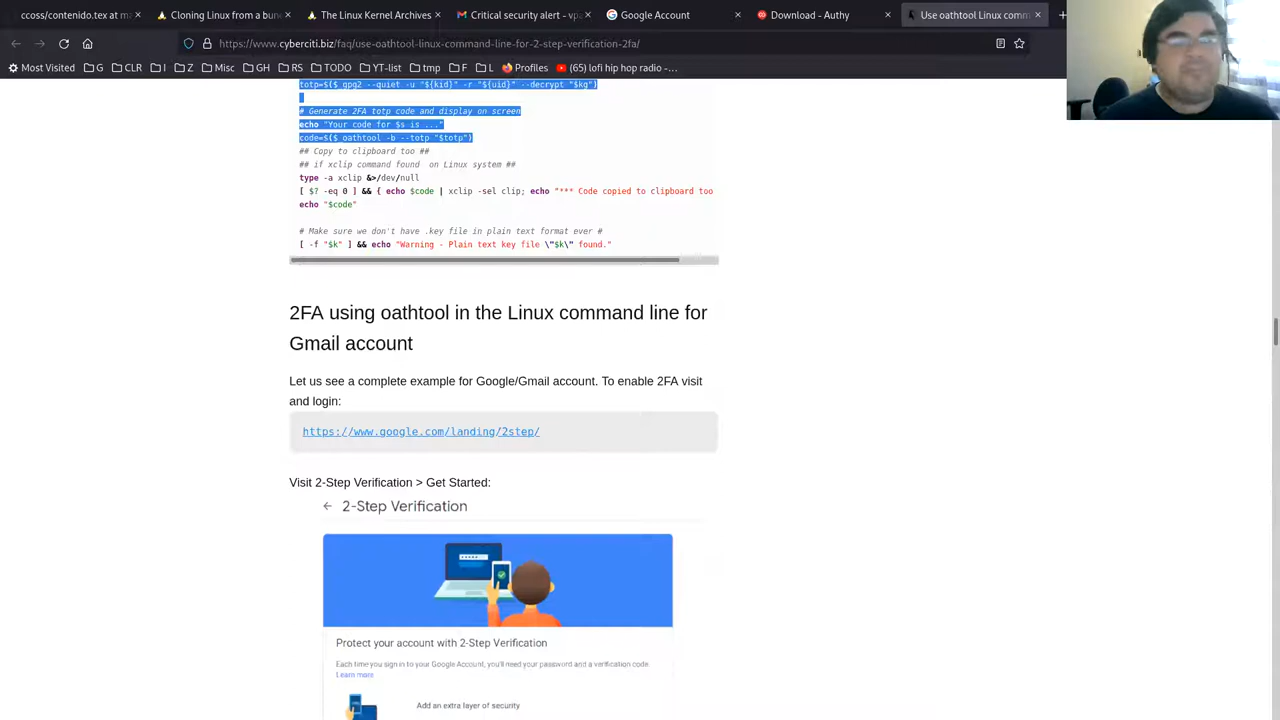 ccoss/contenido.tex at m:
Cloning Linux from a bun
The Linux Kernel Archives
Critical security alert - vpa
Google Account
Download - Authy
Use oathtool Linux comm
https://www.cyberciti.biz/faq/use-oathtool-linux-command-line-for-2-step-verification-2fa/
Most Visited
G
CLR
I
Z
Misc
GH
RS
TODO
YT-list
tmp
F
L
Profiles
(65) lofi hip hop radio -...
totp=$($ gpg2 --quiet -u "${kid}" -r "${uid}" --decrypt "$kg")
# Generate 2FA totp code and display on screen
echo "Your code for $s is ..."
code=$($ oathtool -b --totp "$totp")
## Copy to clipboard too ##
## if xclip command found  on Linux system ##
type -a xclip &>/dev/null
[ $? -eq 0 ] && { echo $code | xclip -sel clip; echo "*** Code copied to clipboard too
echo "$code"
# Make sure we don't have .key file in plain text format ever #
[ -f "$k" ] && echo "Warning - Plain text key file \"$k\" found."
2FA using oathtool in the Linux command line for
Gmail account
Let us see a complete example for Google/Gmail account. To enable 2FA visit
and login:
https://www.google.com/landing/2step/
Visit 2-Step Verification > Get Started:
2-Step Verification
Protect your account with 2-Step Verification
Each time you sign in to your Google Account, you'll need your password and a verification code
Learn more
Add an extra layer of security